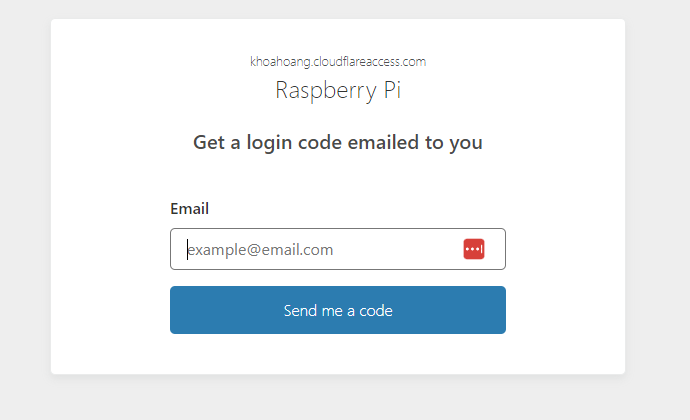 khoahoang.cloudflareaccess.com
Raspberry Pi
Get a login code emailed to you
Email
example@email.com
Send me a code